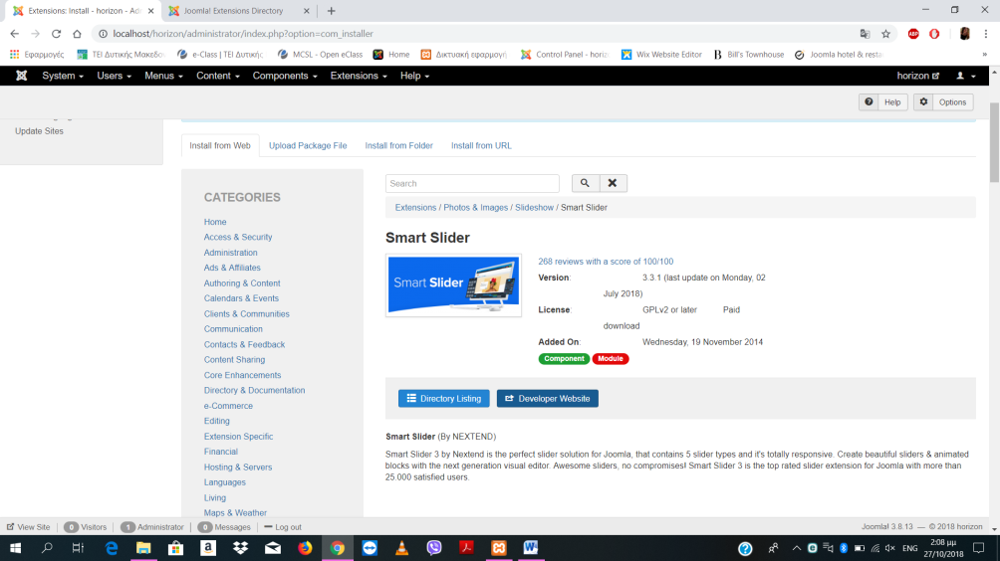 Extensions: Install - horizon - Adm
Joomla! Extensions Directory
localhost/horizon/administrator/index.php?option=com_installer
ABP
Εφαρμογές
ΤΕΙ Δυτικής Μακεδο
e-Class | ΤΕΙ Δυτικής
MCSL - Open eClass
Home
Δικτυακή εφαρμογή
Control Panel - horiz
Wix Website Editor
Bill's Townhouse
Joomla hotel & resta
»
System
Users
Menus
Content
Components
Extensions
Help
horizon
Help
Options
Update Sites
Install from Web
Upload Package File
Install from Folder
Install from URL
CATEGORIES
Home
Access & Security
Administration
Ads & Affiliates
Authoring & Content
Calendars & Events
Clients & Communities
Communication
Contacts & Feedback
Content Sharing
Core Enhancements
Directory & Documentation
e-Commerce
Editing
Extension Specific
Financial
Hosting & Servers
Languages
Living
Maps & Weather
Search
Extensions / Photos & Images / Slideshow / Smart Slider
Smart Slider
Smart Slider
268 reviews with a score of 100/100
Version: 3.3.1 (last update on Monday, 02
July 2018)
License: GPLv2 or later Paid
download
Added On: Wednesday, 19 November 2014
Component Module
Directory Listing
Developer Website
Smart Slider (By NEXTEND)
Smart Slider 3 by Nextend is the perfect slider solution for Joomla, that contains 5 slider types and it's totally responsive. Create beautiful sliders & animated
blocks with the next generation visual editor. Awesome sliders, no compromises! Smart Slider 3 is the top rated slider extension for Joomla with more than
25.000 satisfied users.
View Site
0 Visitors
1 Administrator
0 Messages
Log out
Joomla! 3.8.13 — © 2018 horizon
ENG
2:08 μμ
27/10/2018